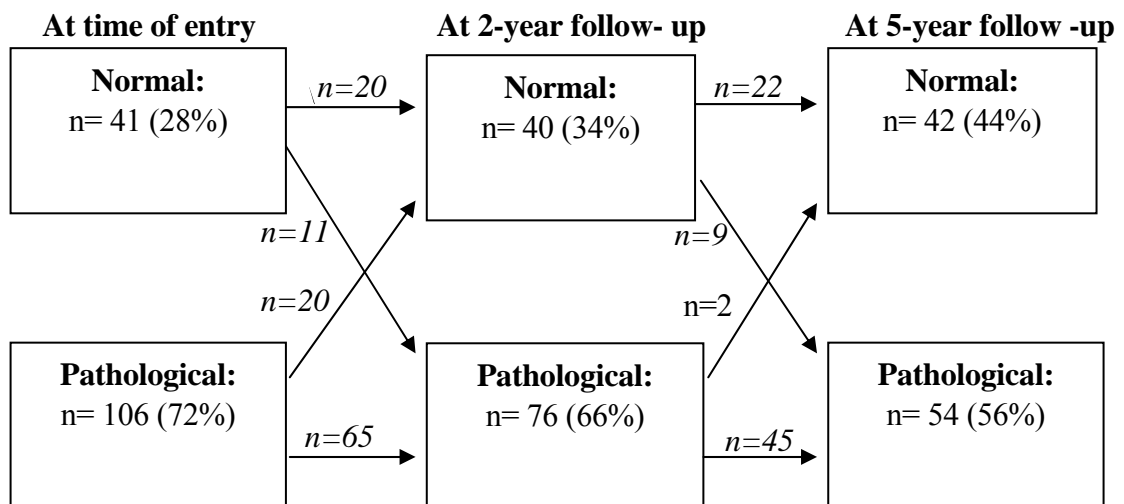 At time of entry
At 2-year follow- up
At 5-year follow -up
Normal:
n= 41 (28%)
n=20
Normal:
n= 40 (34%)
n=22
Normal:
n= 42 (44%)
n=11
n=20
n=9
n=2
Pathological:
n= 106 (72%)
n=65
Pathological:
n= 76 (66%)
n=45
Pathological:
n= 54 (56%)